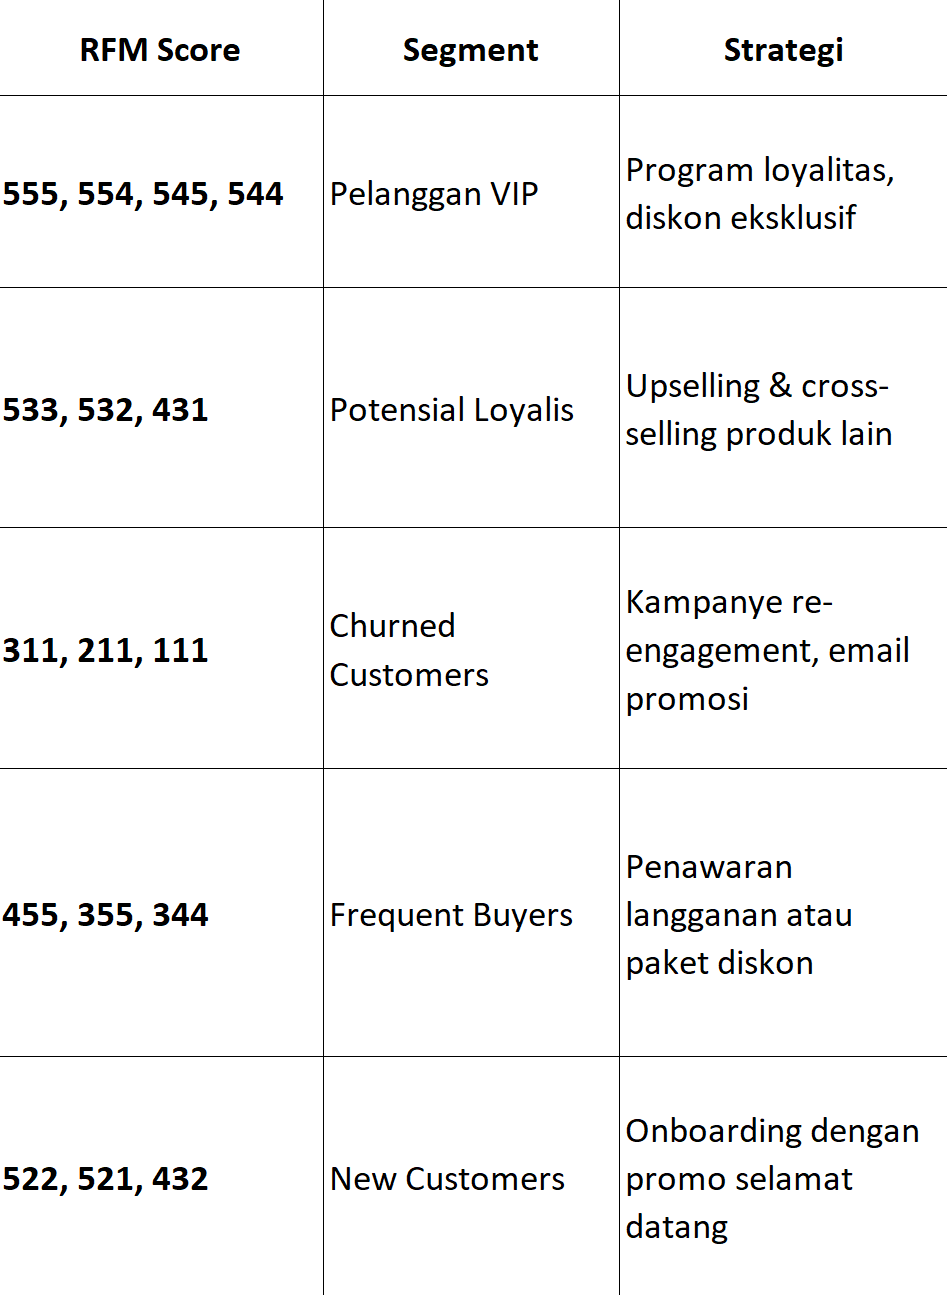 RFM Score Segment Strategi
555, 554, 545, 544 Pelanggan VIP Program loyalitas,
diskon eksklusif
533, 532, 431 Potensial Loyalis Upselling & cross-
selling produk lain
311, 211, 111 Churned
Customers Kampanye re-
engagement, email
promosi
455, 355, 344 Frequent Buyers Penawaran
langganan atau
paket diskon
522, 521, 432 New Customers Onboarding dengan
promo selamat
datang